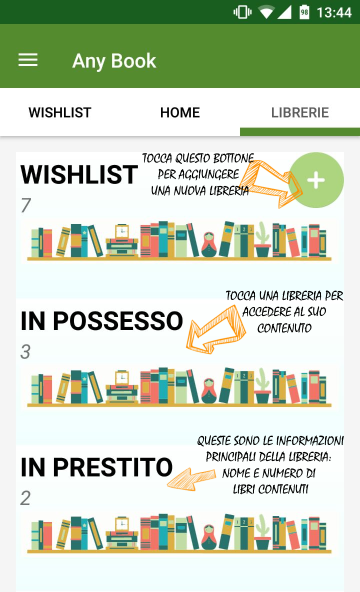 98 13:44
Any Book
WISHLIST HOME LIBRERIE
TOCCA QUESTO BOTTONE
PER AGGIUNGERE
UNA NUOVA LIBRERIA
WISHLIST
7
TOCCA UNA LIBRERIA PER
ACCEDERE AL SUO
CONTENUTO
IN POSSESSO
3
QUESTE SONO LE INFORMAZIONI
PRINCIPALI DELLA LIBRERIA:
NOME E NUMERO DI
LIBRI CONTENUTI
IN PRESTITO
2